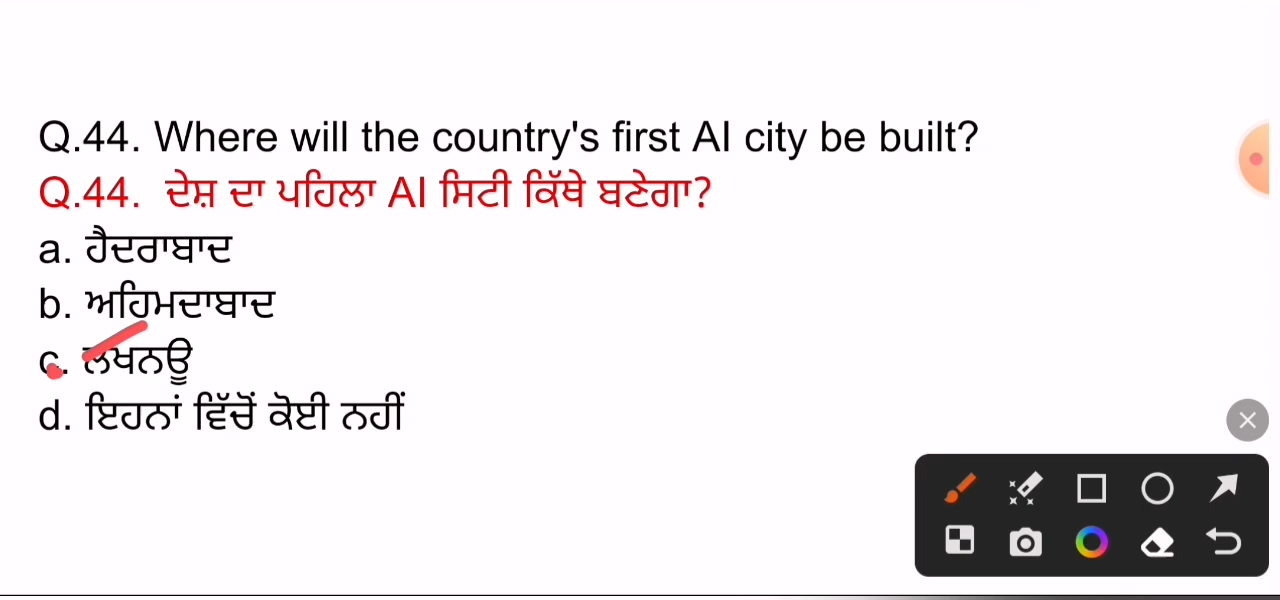 Q.44. Where will the country's first AI city be built?
Q.44. ਦੇਸ਼ ਦਾ ਪਹਿਲਾ AI ਸਿਟੀ ਕਿੱਥੇ ਬਣੇਗਾ?
a. ਹੈਦਰਾਬਾਦ
b. ਅਹਿਮਦਾਬਾਦ
c. ਲਖਨਊ
d. ਇਹਨਾਂ ਵਿੱਚੋਂ ਕੋਈ ਨਹੀਂ